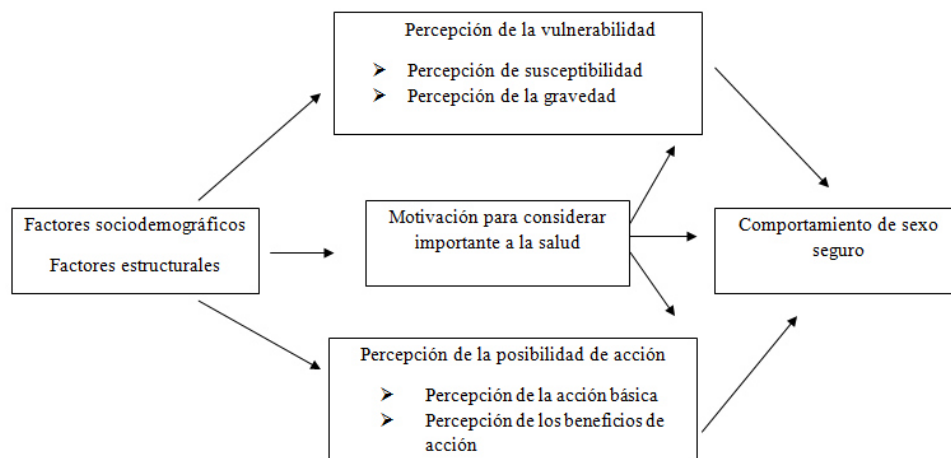 Percepción de la vulnerabilidad
➤ Percepción de susceptibilidad
➤ Percepción de la gravedad
Factores sociodemográficos
Factores estructurales
Motivación para considerar
importante a la salud
Comportamiento de sexo
seguro
Percepción de la posibilidad de acción
➤ Percepción de la acción básica
➤ Percepción de los beneficios de
acción